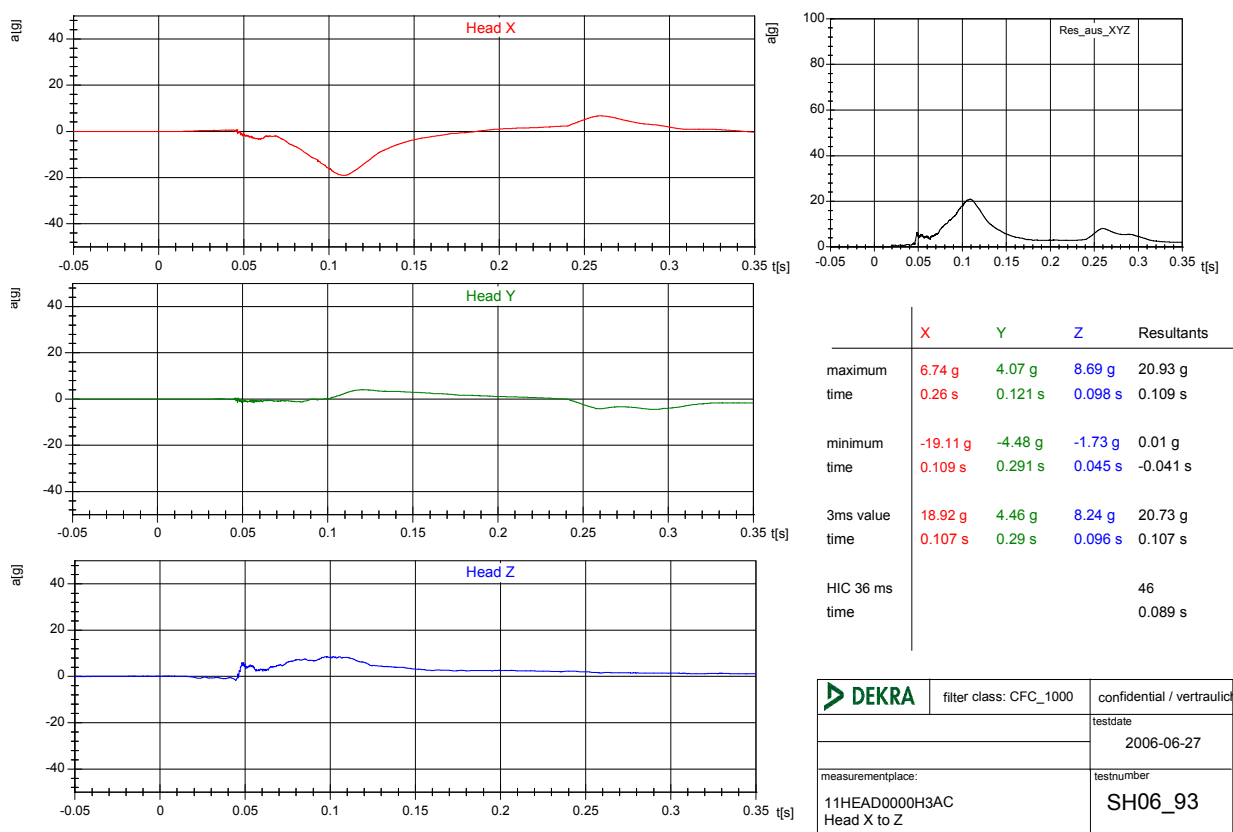 a[g]
Head X
40
20
0
-20
-40
-0.05 0 0.05 0.1 0.15 0.2 0.25 0.3 0.35 t[s]
a[g]
Res_aus_XYZ
100
80
60
40
20
0
-0.05 0 0.05 0.1 0.15 0.2 0.25 0.3 0.35
t[s]
a[g]
Head Y
40
20
0
-20
-40
-0.05 0 0.05 0.1 0.15 0.2 0.25 0.3 0.35 t[s]
a[g]
Head Z
40
20
0
-20
-40
-0.05 0 0.05 0.1 0.15 0.2 0.25 0.3 0.35
t[s]
X Y Z Resultants
maximum 6.74 g 4.07 g 8.69 g 20.93 g
time 0.26 s 0.121 s 0.098 s 0.109 s
minimum -19.11 g -4.48 g -1.73 g 0.01 g
time 0.109 s 0.291 s 0.045 s -0.041 s
3ms value 18.92 g 4.46 g 8.24 g 20.73 g
time 0.107 s 0.29 s 0.096 s 0.107 s
HIC 36 ms 46
time 0.089 s
DEKRA filter class: CFC_1000 confidential / vertraulich
testdate
2006-06-27
measurementplace:
11HEAD0000H3AC
Head X to Z
testnumber
SH06_93